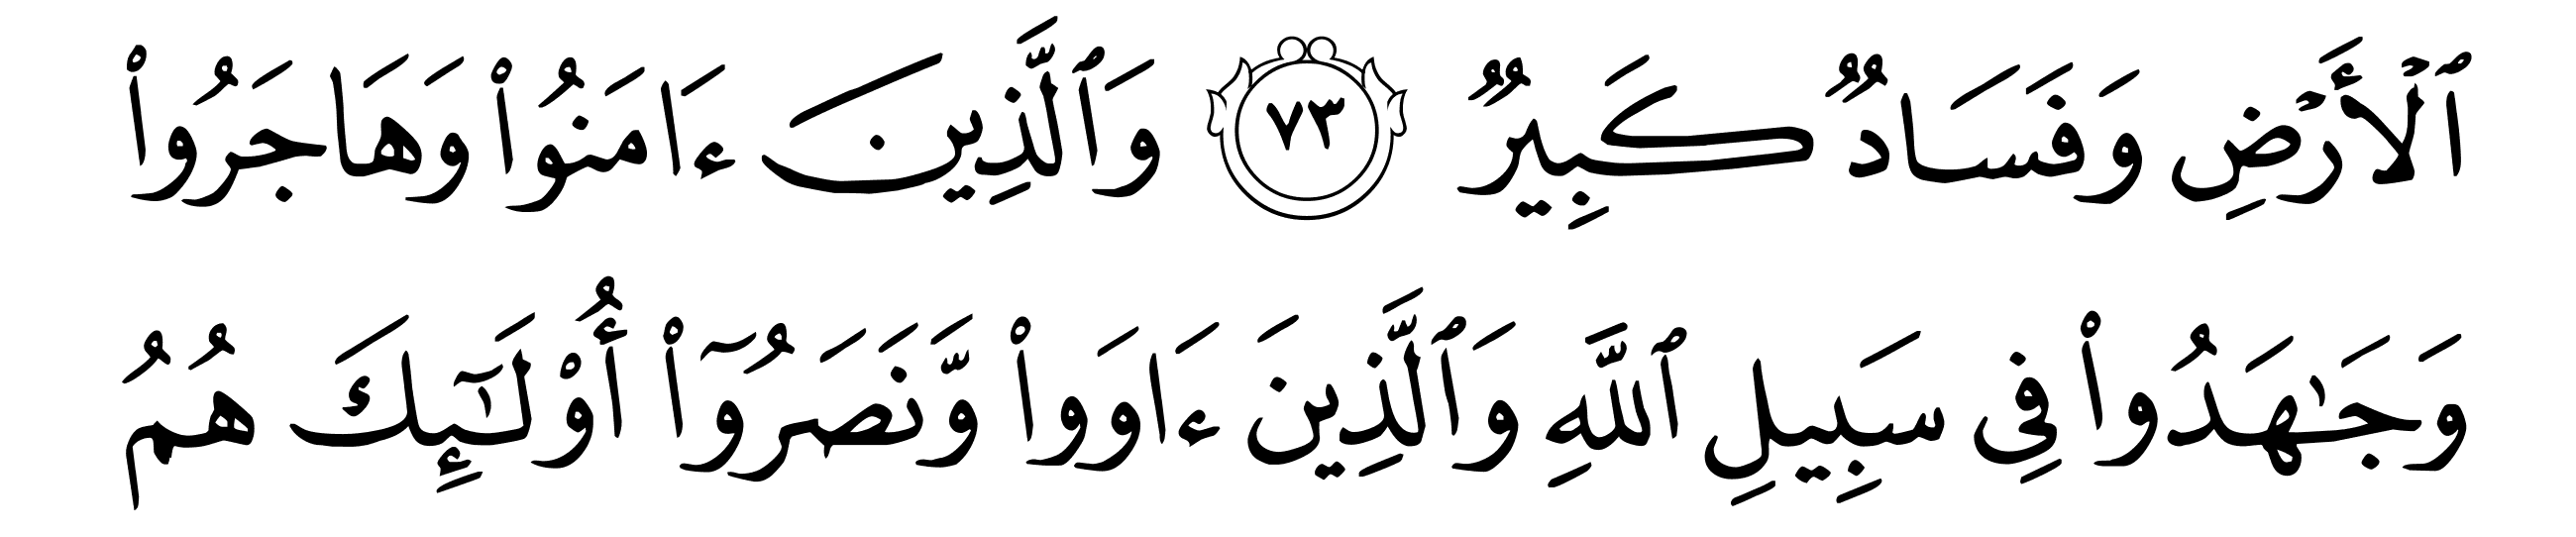 ٱلۡأَرۡضِ وَفَسَادٞ كَبِيرٞ ٧٣ وَٱلَّذِينَ ءَامَنُواْ وَهَاجَرُواْ
وَجَٰهَدُواْ فِي سَبِيلِ ٱللَّهِ وَٱلَّذِينَ ءَاوَواْ وَّنَصَرُوٓاْ أُوْلَٰٓئِكَ هُمُ